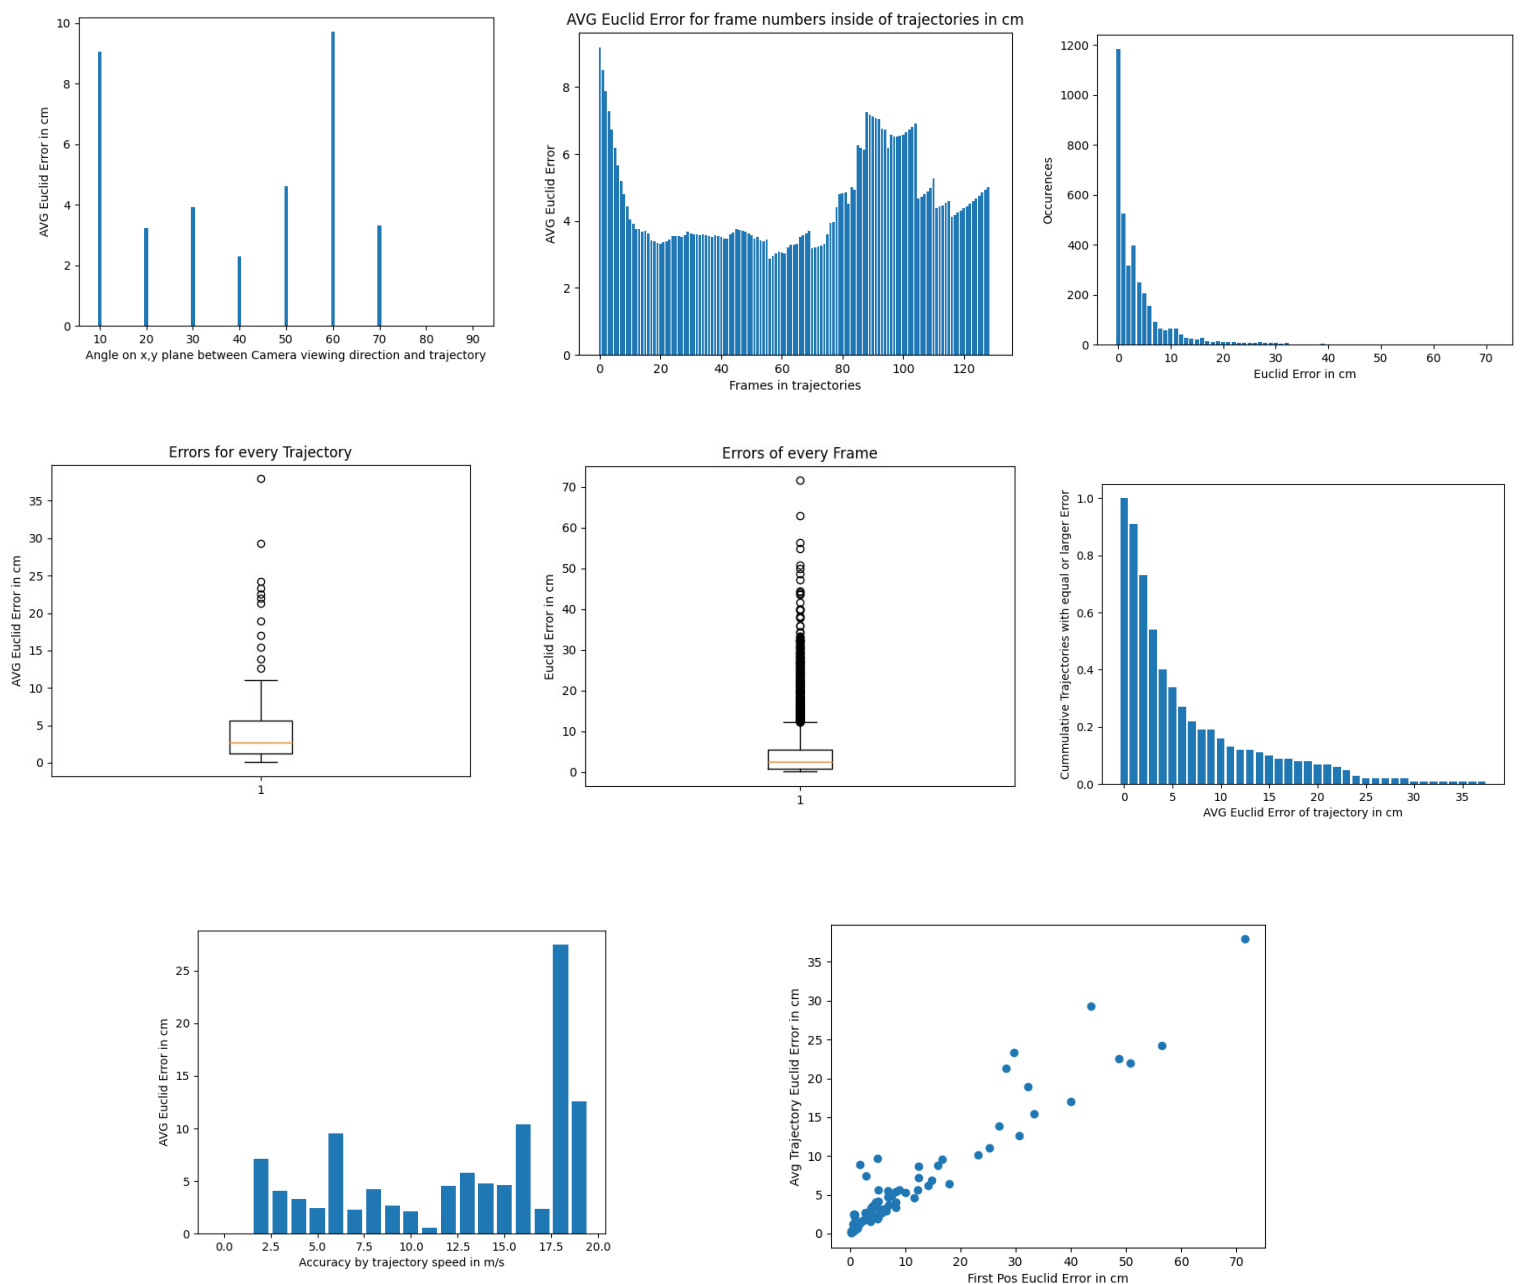 10
8
6
4
2
0
AVG Euclid Error in cm
10 20 30 40 50 60 70 80 90
Angle on x,y plane between Camera viewing direction and trajectory
AVG Euclid Error for frame numbers inside of trajectories in cm
8
6
4
2
0
AVG Euclid Error
0 20 40 60 80 100 120
Frames in trajectories
1200
1000
800
600
400
200
0
Occurences
0 10 20 30 40 50 60 70
Euclid Error in cm
Errors for every Trajectory
35
30
25
20
15
10
5
0
AVG Euclid Error in cm
1
Errors of every Frame
70
60
50
40
30
20
10
0
Euclid Error in cm
1
1.0
0.8
0.6
0.4
0.2
0.0
Cummulative Trajectories with equal or larger Error
0 5 10 15 20 25 30 35
AVG Euclid Error of trajectory in cm
25
20
15
10
5
0
AVG Euclid Error in cm
0.0 2.5 5.0 7.5 10.0 12.5 15.0 17.5 20.0
Accuracy by trajectory speed in m/s
35
30
25
20
15
10
5
0
Avg Trajectory Euclid Error in cm
0 10 20 30 40 50 60 70
First Pos Euclid Error in cm